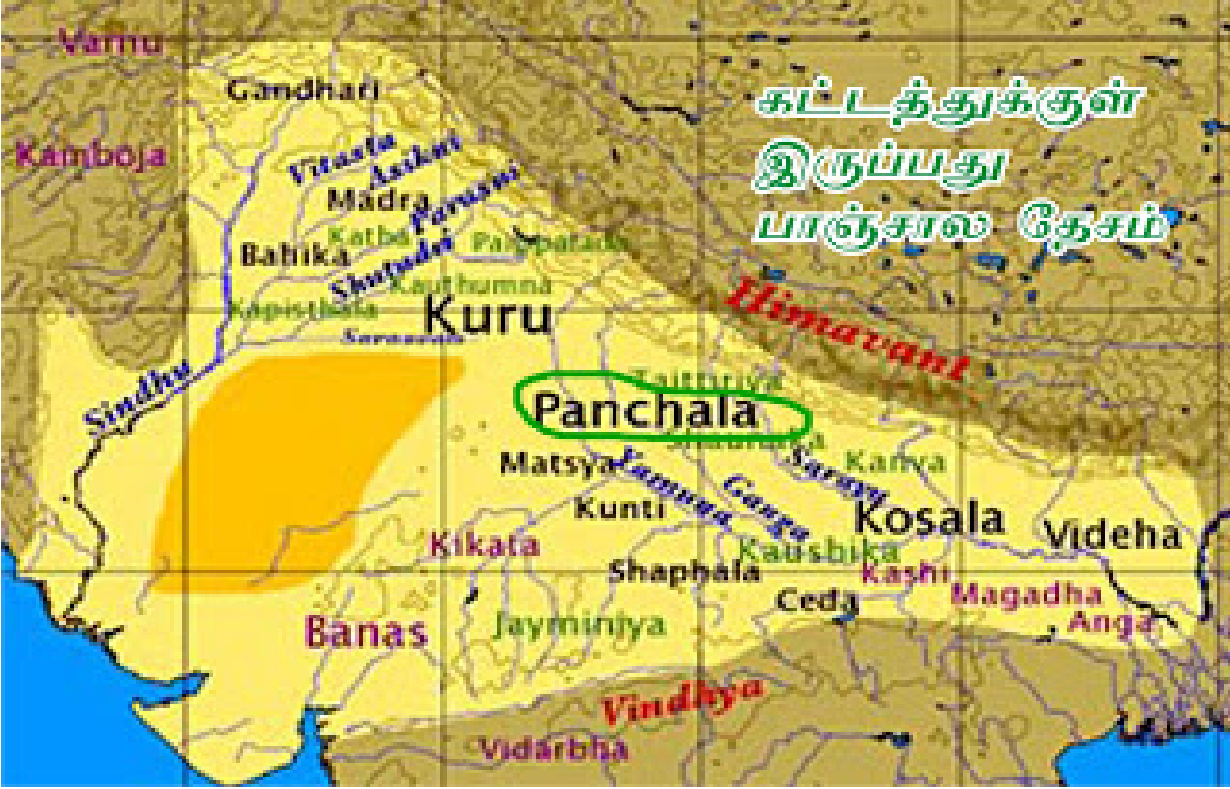 Varnu
Gandhari
கட்டத்துக்குள்
இருப்பது
பாஞ்சால தேசம்
Kamboja
Vitasta
Asikni
Madra
Parusni
Katha
Paippalada
Bahika
Shutudri
Kauthumna
Kapisthala
Kuru
Himavant
Sindhu
Taittiriya
Panchala
Matsya
Yamuna
Ganga
Sarayu
Kanva
Kunti
Kosala
Videha
Kikata
Kaushika
Shaphala
Kashi
Ceda
Magadha
Anga
Banas
Jayminiya
Vindhya
Vidarbha